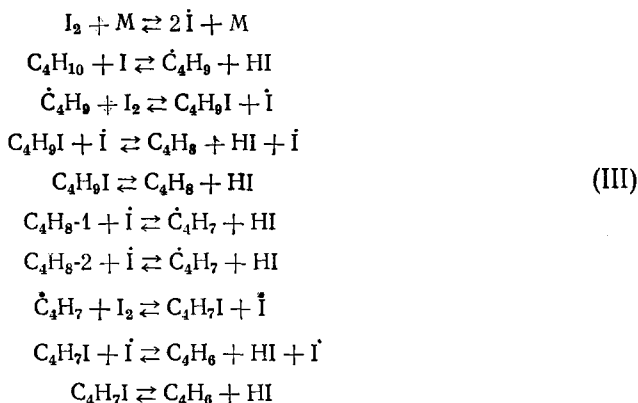 I₂ + M ⇄ 2 İ + M
C₄H₁₀ + I ⇄ Ċ₄H₉ + HI
Ċ₄H₉ + I₂ ⇄ C₄H₉I + İ
C₄H₉I + İ ⇄ C₄H₈ + HI + İ
C₄H₉I ⇄ C₄H₈ + HI
(III)
C₄H₈-1 + İ ⇄ Ċ₄H₇ + HI
C₄H₈-2 + İ ⇄ Ċ₄H₇ + HI
Ċ₄H₇ + I₂ ⇄ C₄H₇I + İ
C₄H₇I + İ ⇄ C₄H₆ + HI + I˙
C₄H₇I ⇄ C₄H₆ + HI